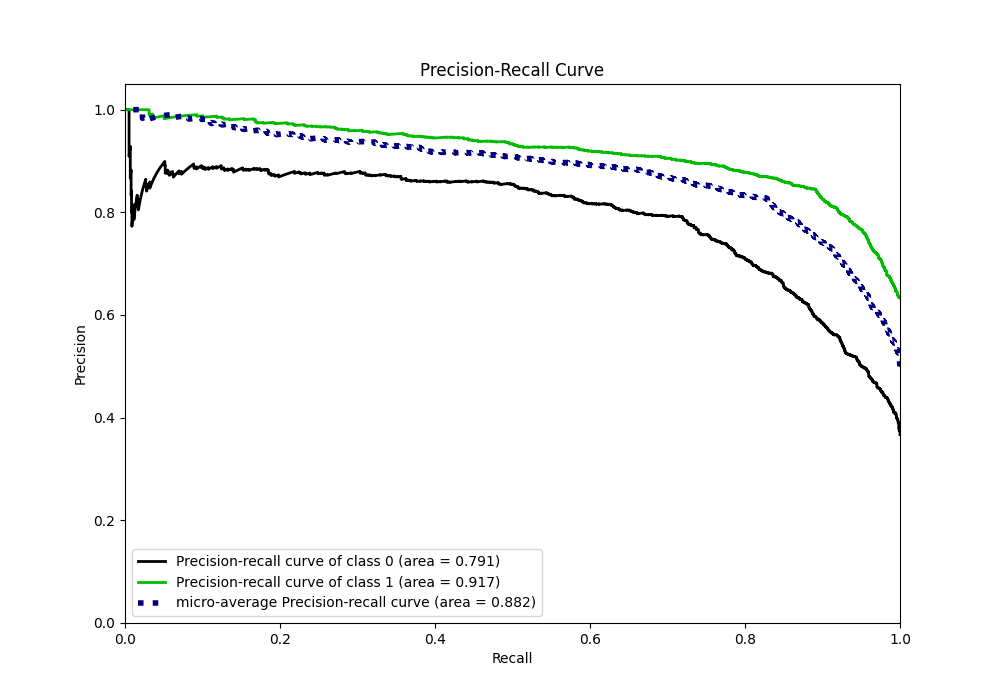 Precision-Recall Curve
1.0
0.8
0.6
0.4
0.2
0.0
Precision
Precision-recall curve of class 0 (area = 0.791)
Precision-recall curve of class 1 (area = 0.917)
micro-average Precision-recall curve (area = 0.882)
0.0 0.2 0.4 0.6 0.8 1.0
Recall